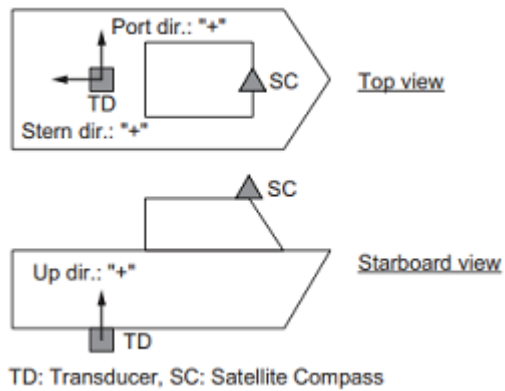 Port dir.: "+"
SC
TD
Stern dir.: "+"
Top view
SC
Up dir.: "+"
Starboard view
TD
TD: Transducer, SC: Satellite Compass